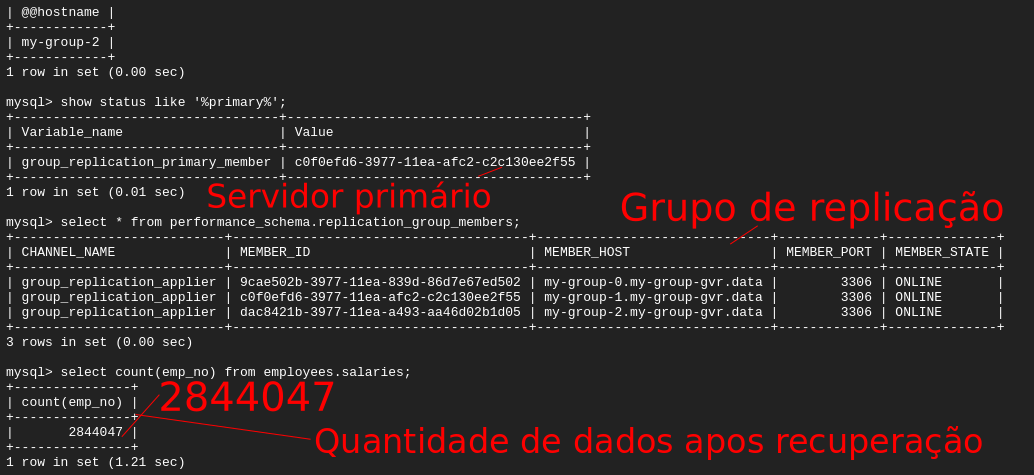 | @@hostname |
+------------+
| my-group-2 |
+------------+
1 row in set (0.00 sec)
mysql> show status like '%primary%';
+----------------------------------+--------------------------------------+
| Variable_name                    | Value                                |
+----------------------------------+--------------------------------------+
| group_replication_primary_member | c0f0efd6-3977-11ea-afc2-c2c130ee2f55 |
+----------------------------------+--------------------------------------+
1 row in set (0.01 sec)
Servidor primário
Grupo de replicação
mysql> select * from performance_schema.replication_group_members;
+---------------------------+--------------------------------------+------------------------------+-------------+--------------+
| CHANNEL_NAME              | MEMBER_ID                            | MEMBER_HOST                  | MEMBER_PORT | MEMBER_STATE |
+---------------------------+--------------------------------------+------------------------------+-------------+--------------+
| group_replication_applier | 9cae502b-3977-11ea-839d-86d7e67ed502 | my-group-0.my-group-gvr.data |        3306 | ONLINE       |
| group_replication_applier | c0f0efd6-3977-11ea-afc2-c2c130ee2f55 | my-group-1.my-group-gvr.data |        3306 | ONLINE       |
| group_replication_applier | dac8421b-3977-11ea-a493-aa46d02b1d05 | my-group-2.my-group-gvr.data |        3306 | ONLINE       |
+---------------------------+--------------------------------------+------------------------------+-------------+--------------+
3 rows in set (0.00 sec)
mysql> select count(emp_no) from employees.salaries;
+---------------+
| count(emp_no) |
+---------------+
|       2844047 |
+---------------+
1 row in set (1.21 sec)
2844047
Quantidade de dados apos recuperação